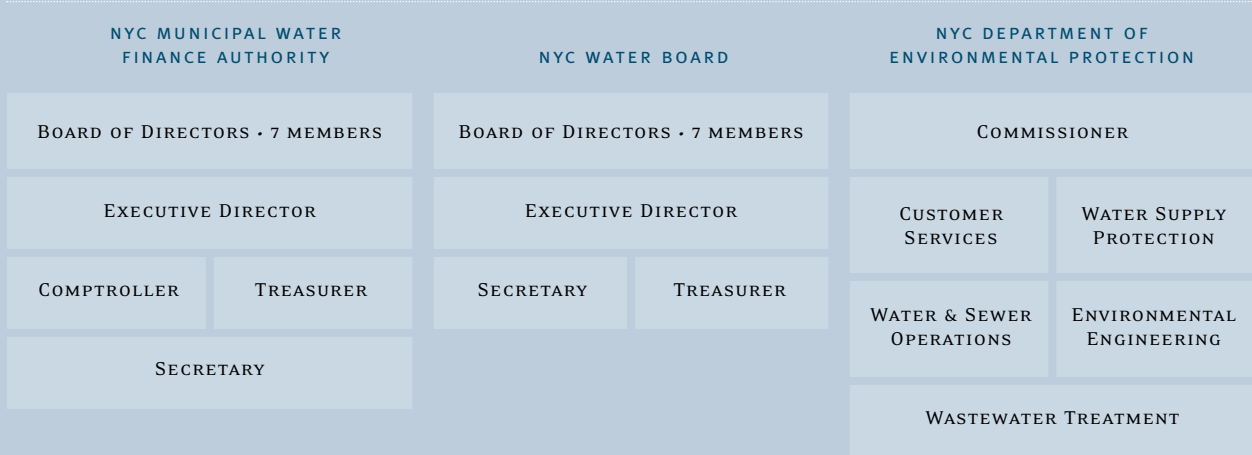 NYC MUNICIPAL WATER
FINANCE AUTHORITY
BOARD OF DIRECTORS • 7 MEMBERS
EXECUTIVE DIRECTOR
COMPTROLLER
TREASURER
SECRETARY
NYC WATER BOARD
BOARD OF DIRECTORS • 7 MEMBERS
EXECUTIVE DIRECTOR
SECRETARY
TREASURER
NYC DEPARTMENT OF
ENVIRONMENTAL PROTECTION
COMMISSIONER
CUSTOMER
SERVICES
WATER SUPPLY
PROTECTION
WATER & SEWER
OPERATIONS
ENVIRONMENTAL
ENGINEERING
WASTEWATER TREATMENT